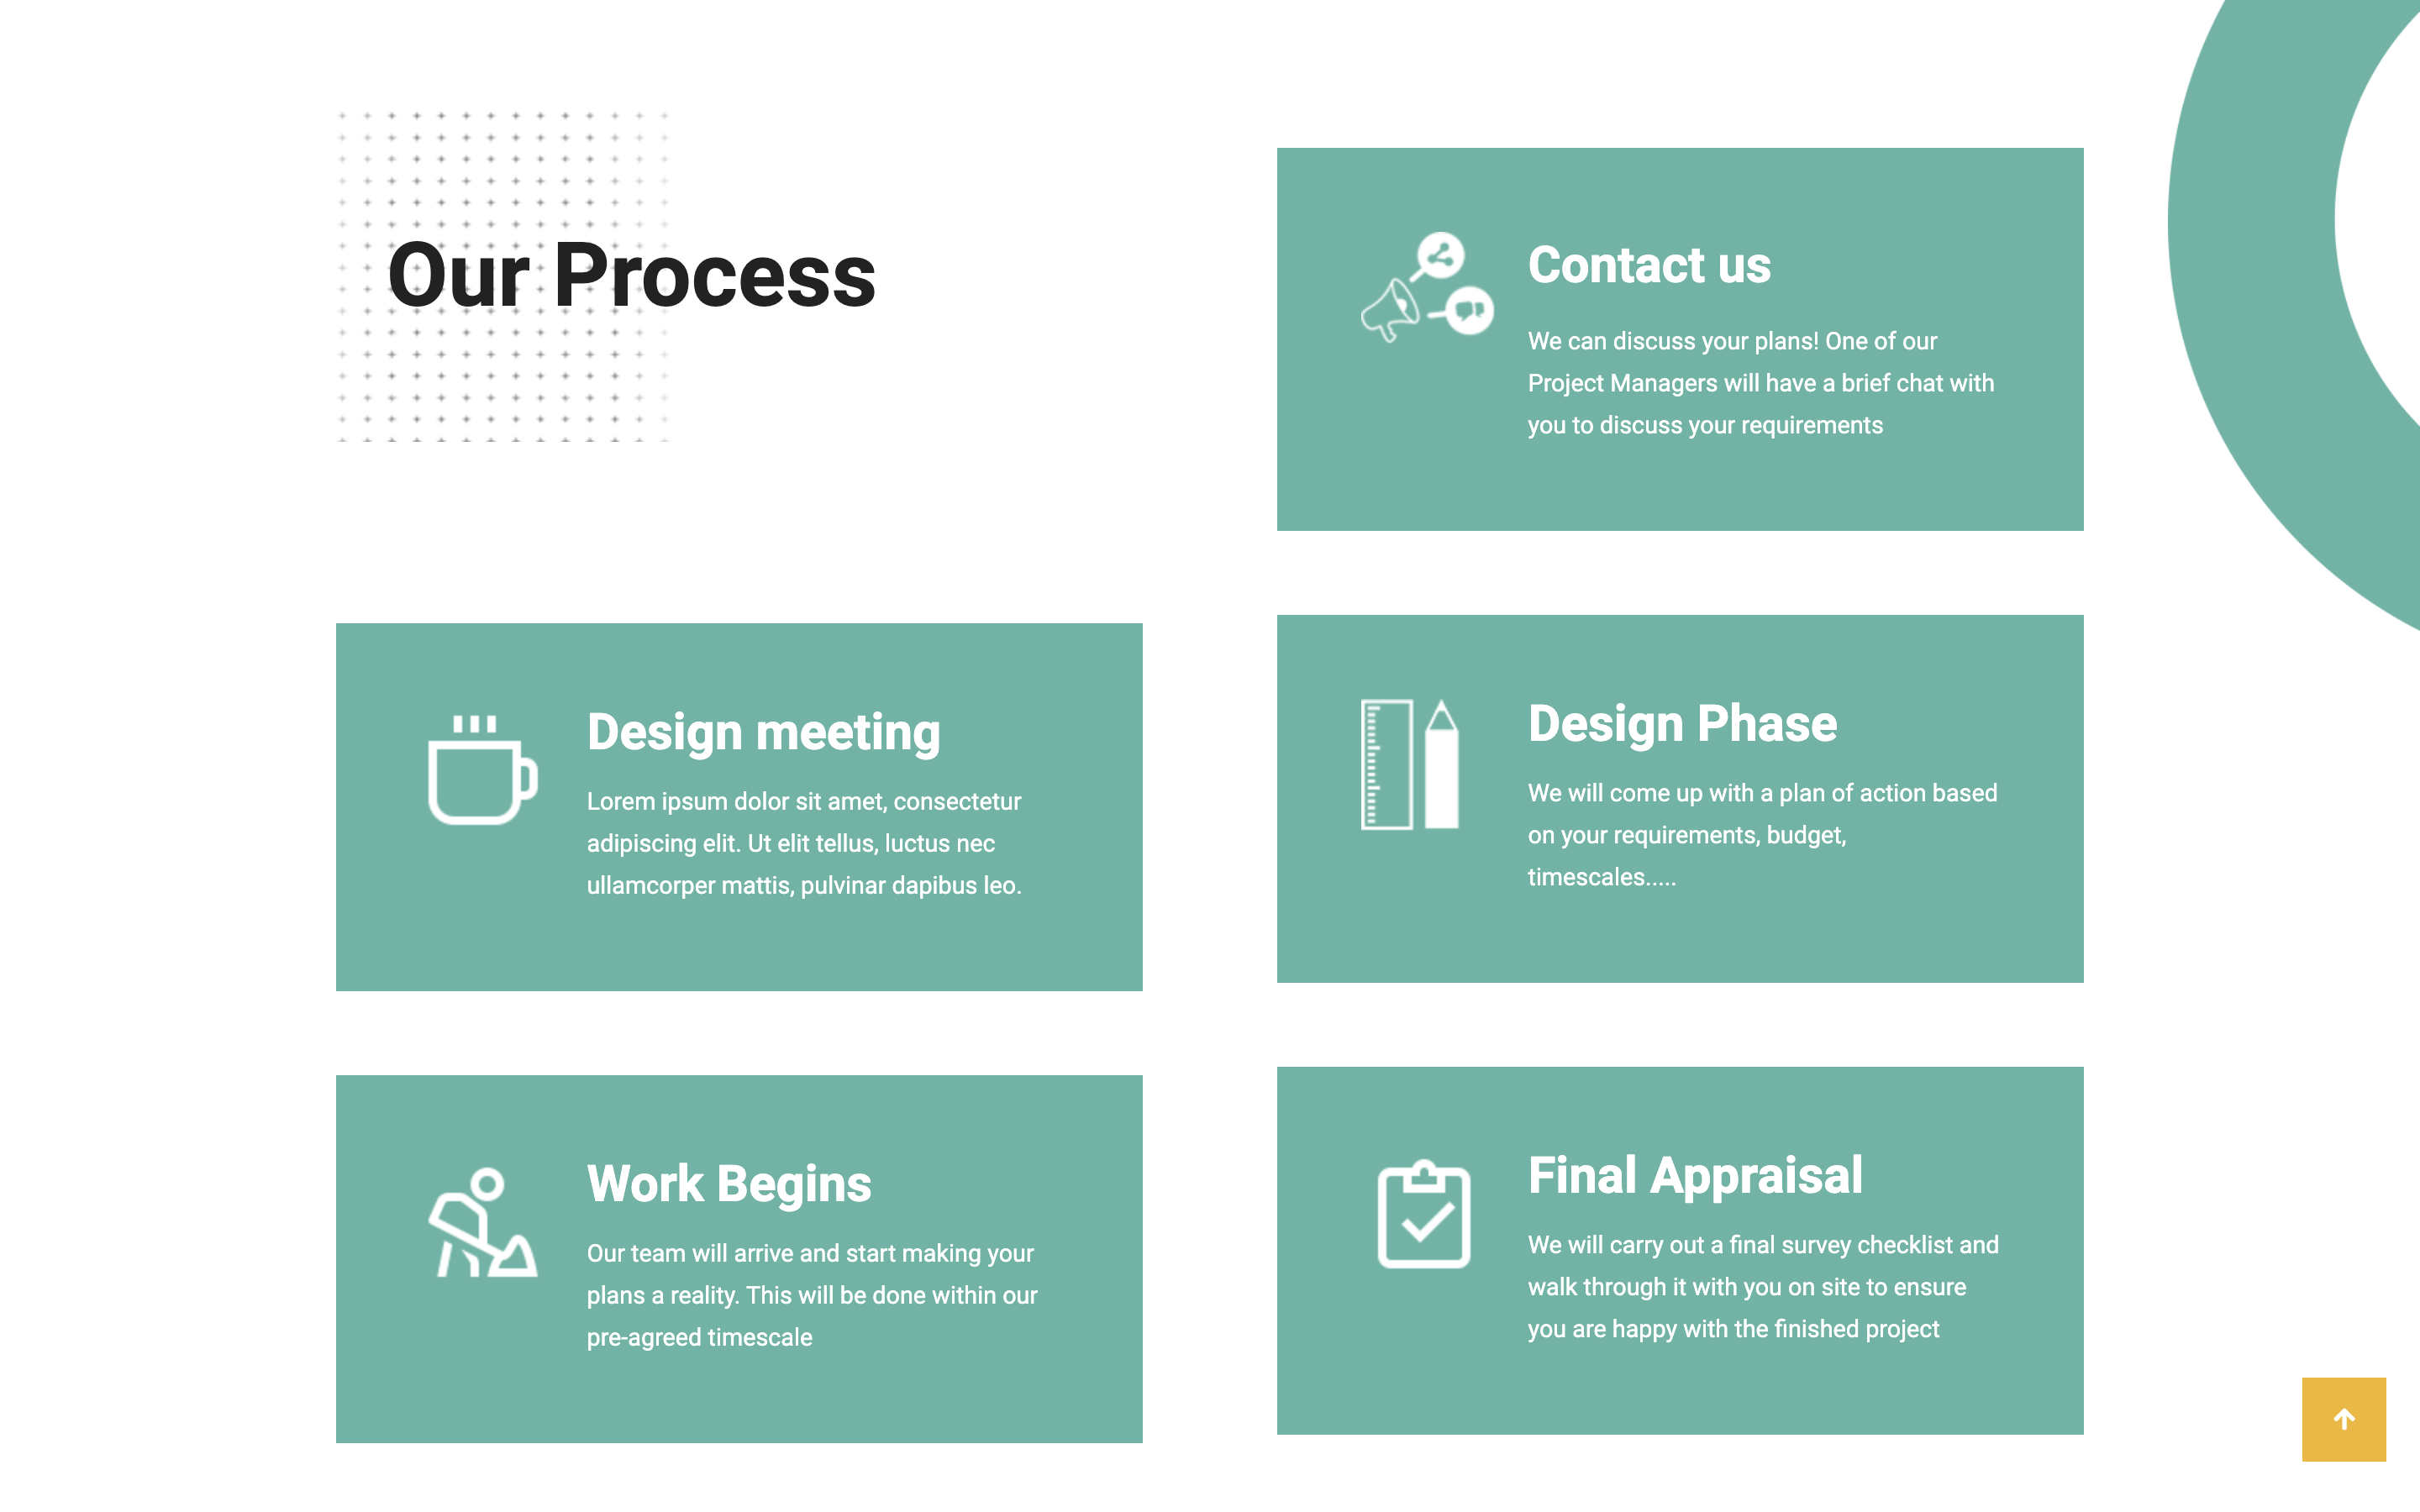 Our Process
Contact us
We can discuss your plans! One of our
Project Managers will have a brief chat with
you to discuss your requirements
Design meeting
Lorem ipsum dolor sit amet, consectetur
adipiscing elit. Ut elit tellus, luctus nec
ullamcorper mattis, pulvinar dapibus leo.
Design Phase
We will come up with a plan of action based
on your requirements, budget,
timescales.....
Work Begins
Our team will arrive and start making your
plans a reality. This will be done within our
pre-agreed timescale
Final Appraisal
We will carry out a final survey checklist and
walk through it with you on site to ensure
you are happy with the finished project